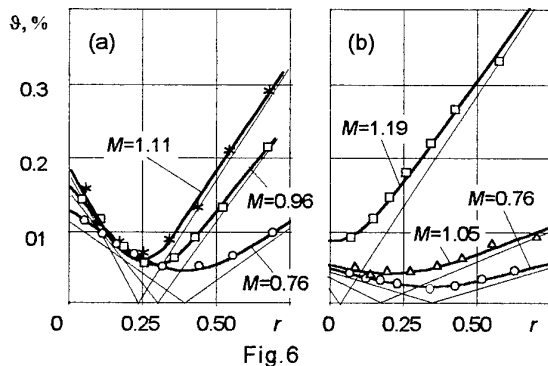 ϑ, %
(a)
(b)
0.3
M=1.11
M=1.19
0.2
M=0.96
M=0.76
01
M=1.05
M=0.76
0 0.25 0.50 r
0 0.25 0.50 r
Fig.6